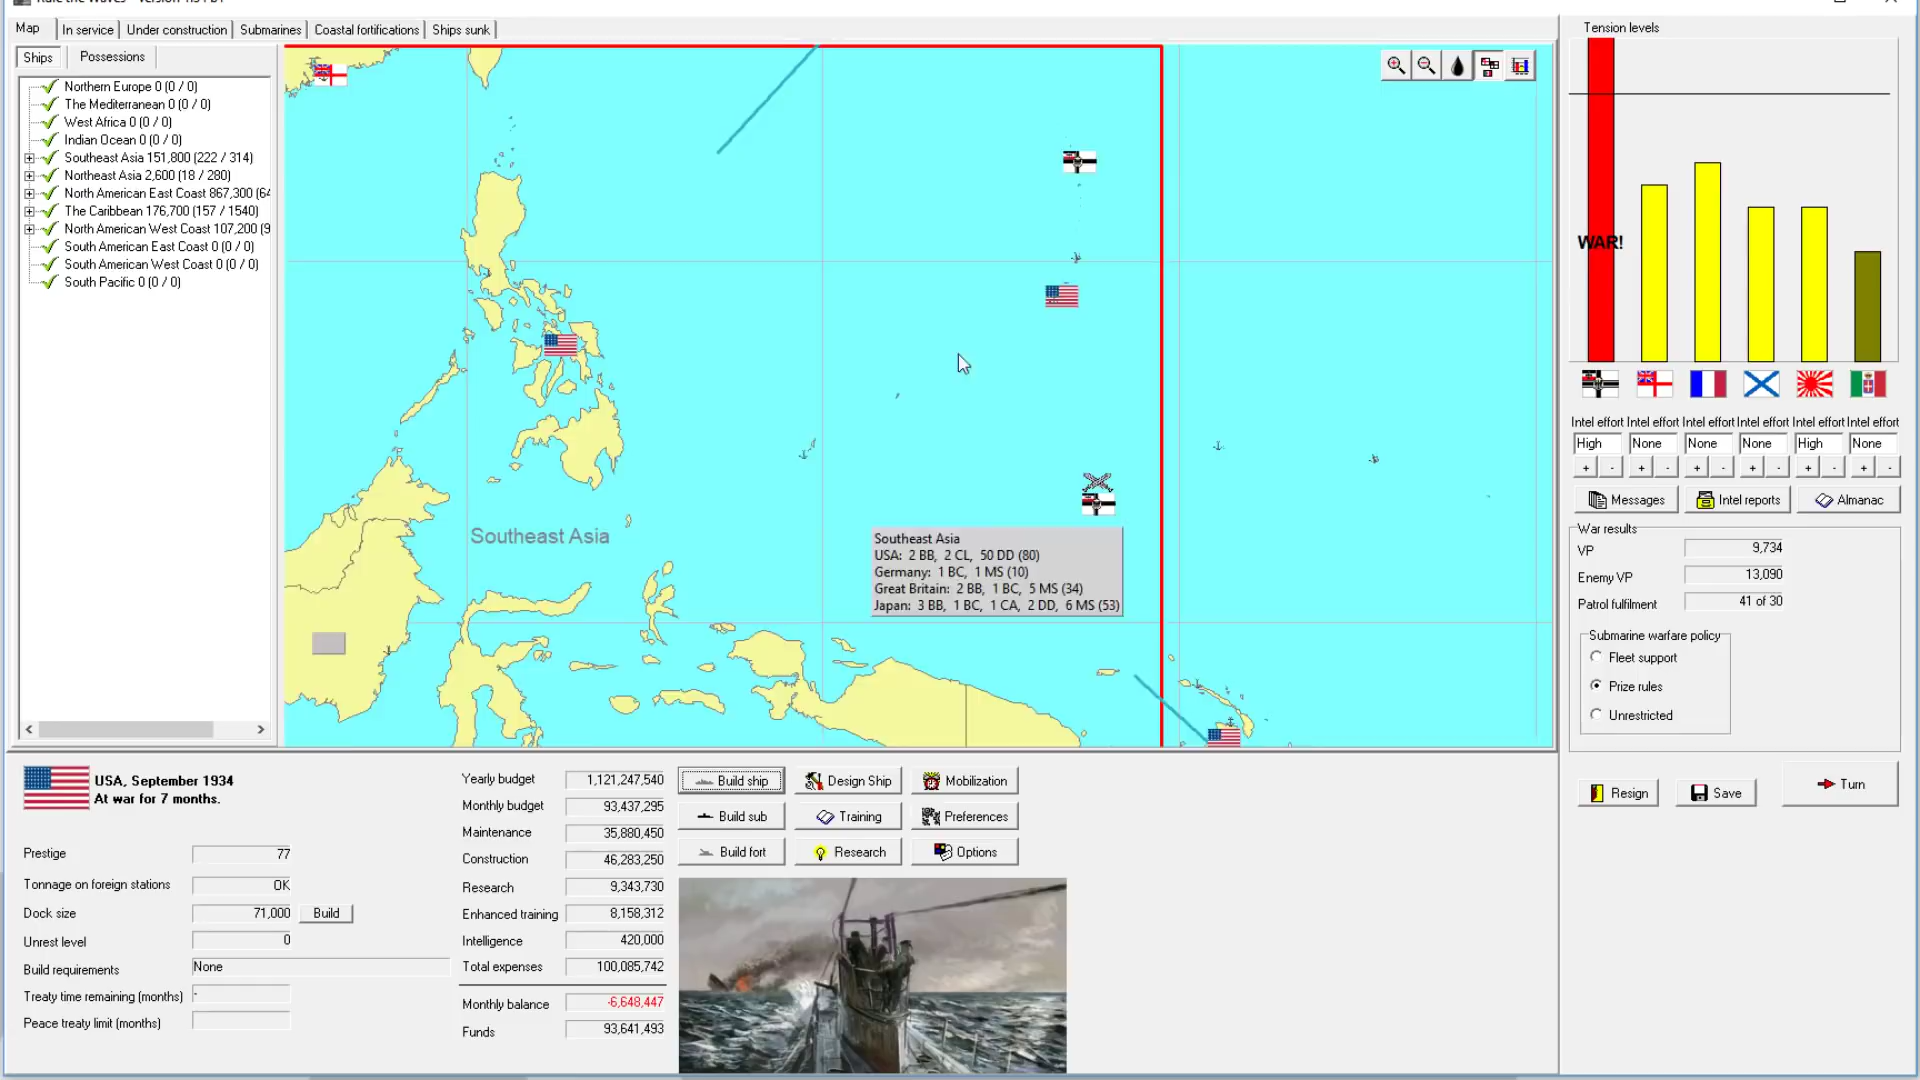 Rule the Waves - Version 1.34 B1
Map
In service
Under construction
Submarines
Coastal fortifications
Ships sunk
Ships
Possessions
Northern Europe 0 (0 / 0)
The Mediterranean 0 (0 / 0)
West Africa 0 (0 / 0)
Indian Ocean 0 (0 / 0)
Southeast Asia 151,800 (222 / 314)
Northeast Asia 2,600 (18 / 280)
North American East Coast 867,300 (64
The Caribbean 176,700 (157 / 1540)
North American West Coast 107,200 (9
South American East Coast 0 (0 / 0)
South American West Coast 0 (0 / 0)
South Pacific 0 (0 / 0)
Southeast Asia
Southeast Asia
USA: 2 BB, 2 CL, 50 DD (80)
Germany: 1 BC, 1 MS (10)
Great Britain: 2 BB, 1 BC, 5 MS (34)
Japan: 3 BB, 1 BC, 1 CA, 2 DD, 6 MS (53)
Tension levels
WAR!
Intel effort Intel effort Intel effort Intel effort Intel effort Intel effort
High None None None High None
+ - + - + - + - + - + -
Messages
Intel reports
Almanac
War results
VP 9,734
Enemy VP 13,090
Patrol fulfilment 41 of 30
Submarine warfare policy
Fleet support
Prize rules
Unrestricted
Resign
Save
Turn
USA, September 1934
At war for 7 months.
Prestige 77
Tonnage on foreign stations OK
Dock size 71,000 Build
Unrest level 0
Build requirements None
Treaty time remaining (months) -
Peace treaty limit (months)
Yearly budget 1,121,247,540
Monthly budget 93,437,295
Maintenance 35,880,450
Construction 46,283,250
Research 9,343,730
Enhanced training 8,158,312
Intelligence 420,000
Total expenses 100,085,742
Monthly balance -6,648,447
Funds 93,641,493
Build ship
Design Ship
Mobilization
Build sub
Training
Preferences
Build fort
Research
Options